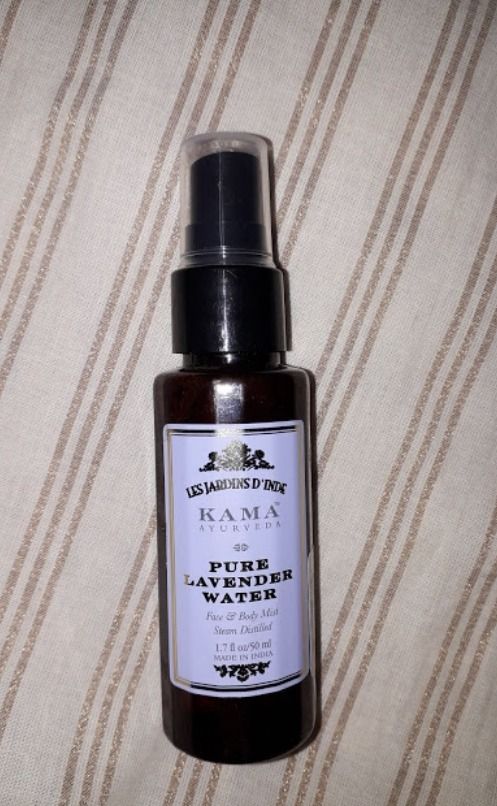 LES JARDINS D'INDE
KAMA™
AYURVEDA
PURE
LAVENDER
WATER
Face & Body Mist
Steam Distilled
1.7 fl oz/50 ml
MADE IN INDIA